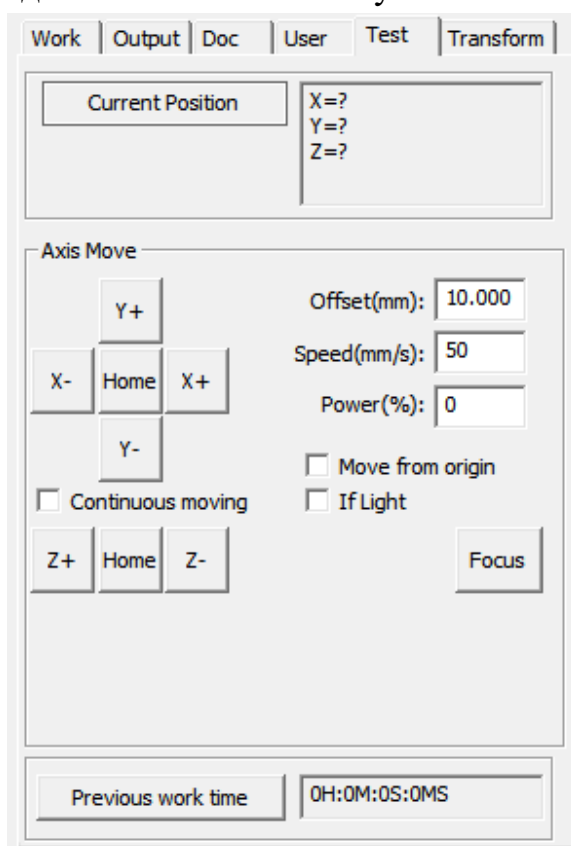 Work Output Doc User Test Transform
Current Position
X=?
Y=?
Z=?
Axis Move
Y+
Offset(mm): 10.000
X- Home X+
Speed(mm/s): 50
Power(%): 0
Y-
Move from origin
Continuous moving
If Light
Z+ Home Z-
Focus
Previous work time 0H:0M:0S:0MS